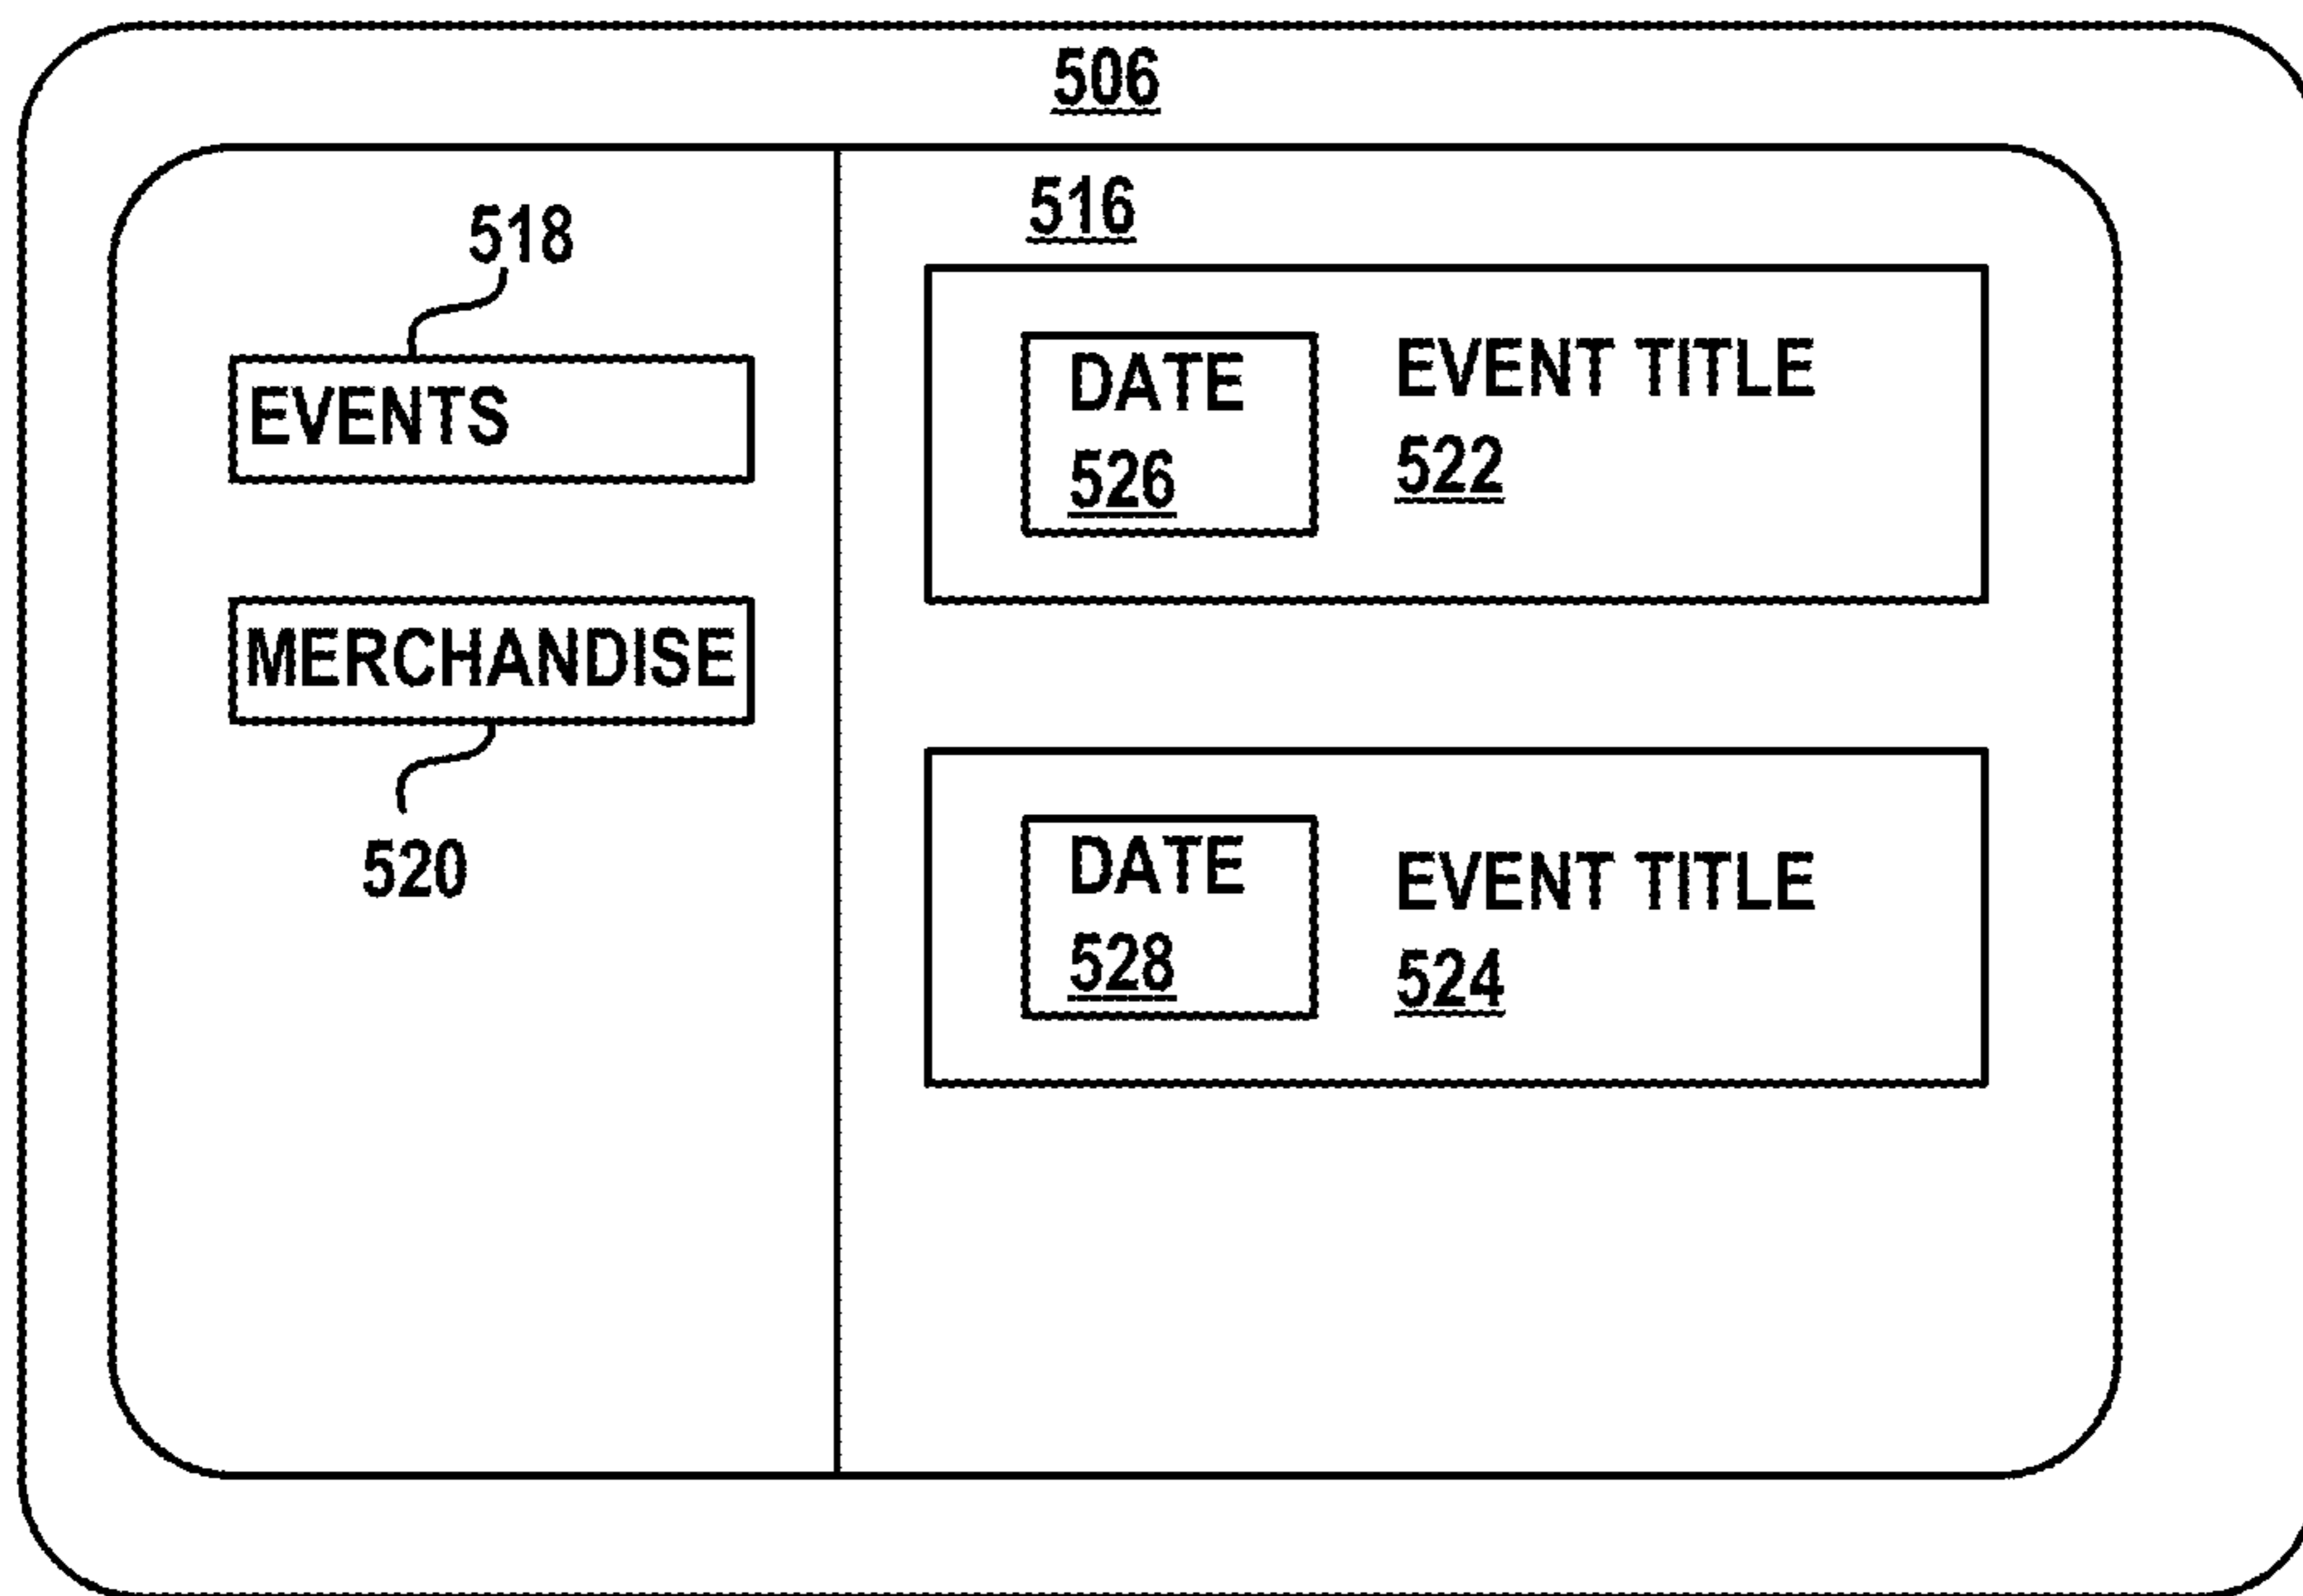 506
518
EVENTS
MERCHANDISE
520
516
DATE
526
EVENT TITLE
522
DATE
528
EVENT TITLE
524